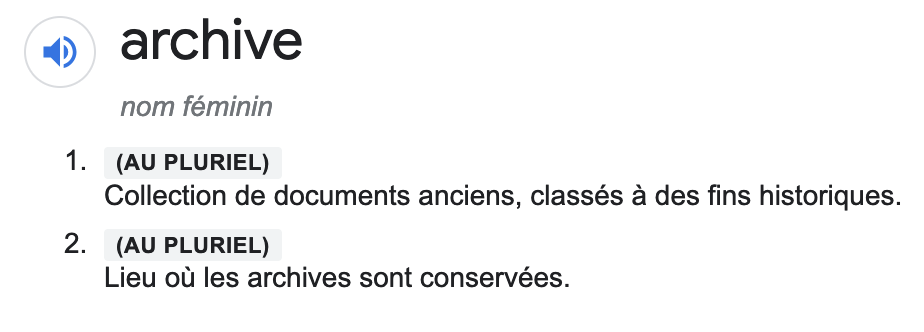 archive
nom féminin
1. (AU PLURIEL)
Collection de documents anciens, classés à des fins historiques.
2. (AU PLURIEL)
Lieu où les archives sont conservées.